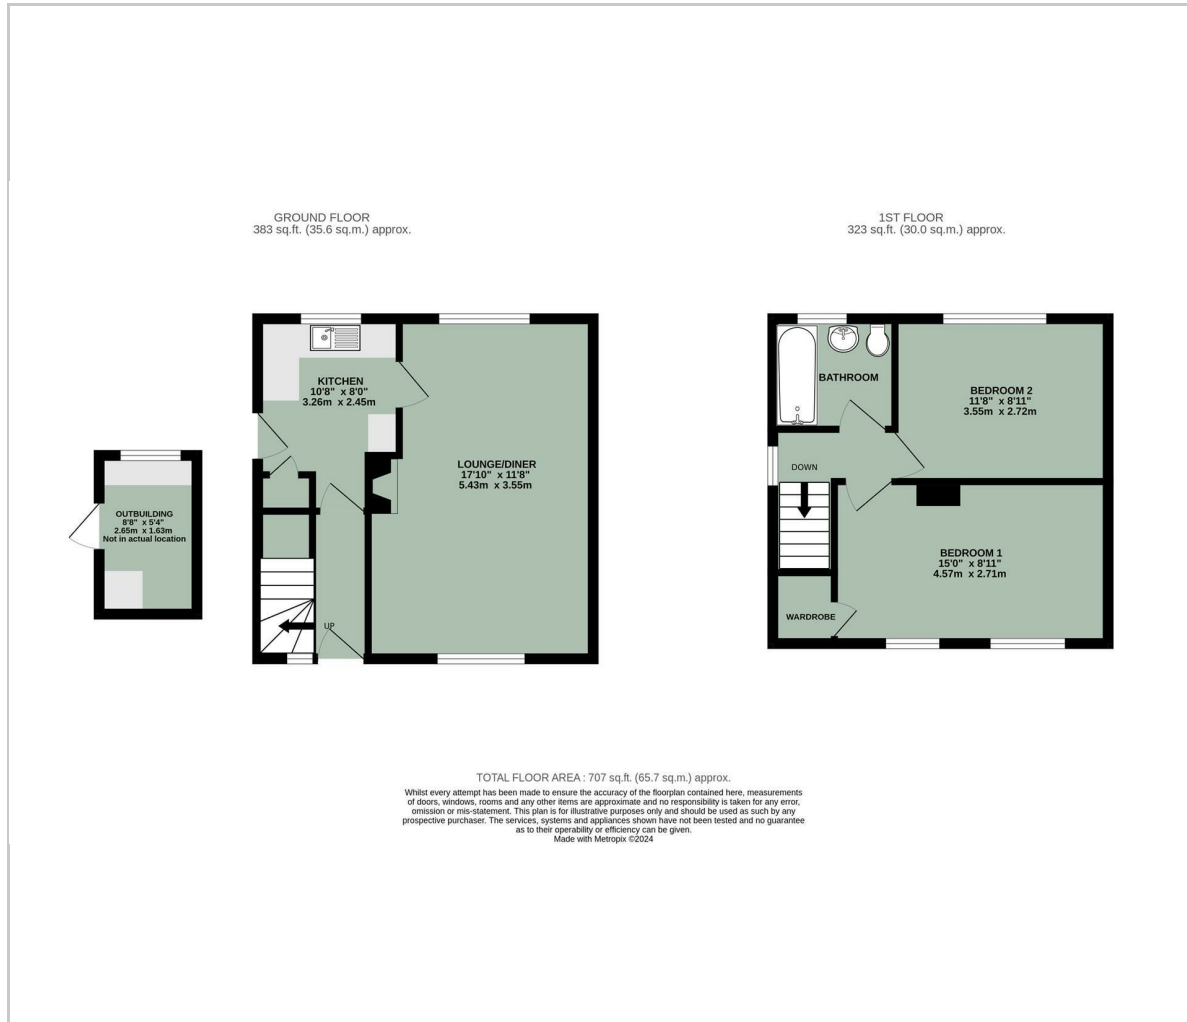 GROUND FLOOR
383 sq.ft. (35.6 sq.m.) approx.
1ST FLOOR
323 sq.ft. (30.0 sq.m.) approx.
KITCHEN
10'8" x 8'0"
3.26m x 2.45m
LOUNGE/DINER
17'10" x 11'8"
5.43m x 3.55m
OUTBUILDING
8'8" x 5'4"
2.65m x 1.63m
Not in actual location
UP
BATHROOM
BEDROOM 2
11'8" x 8'11"
3.55m x 2.72m
DOWN
BEDROOM 1
15'0" x 8'11"
4.57m x 2.71m
WARDROBE
TOTAL FLOOR AREA : 707 sq.ft. (65.7 sq.m.) approx.
Whilst every attempt has been made to ensure the accuracy of the floorplan contained here, measurements
of doors, windows, rooms and any other items are approximate and no responsibility is taken for any error,
omission or mis-statement. This plan is for illustrative purposes only and should be used as such by any
prospective purchaser. The services, systems and appliances shown have not been tested and no guarantee
as to their operability or efficiency can be given.
Made with Metropix ©2024